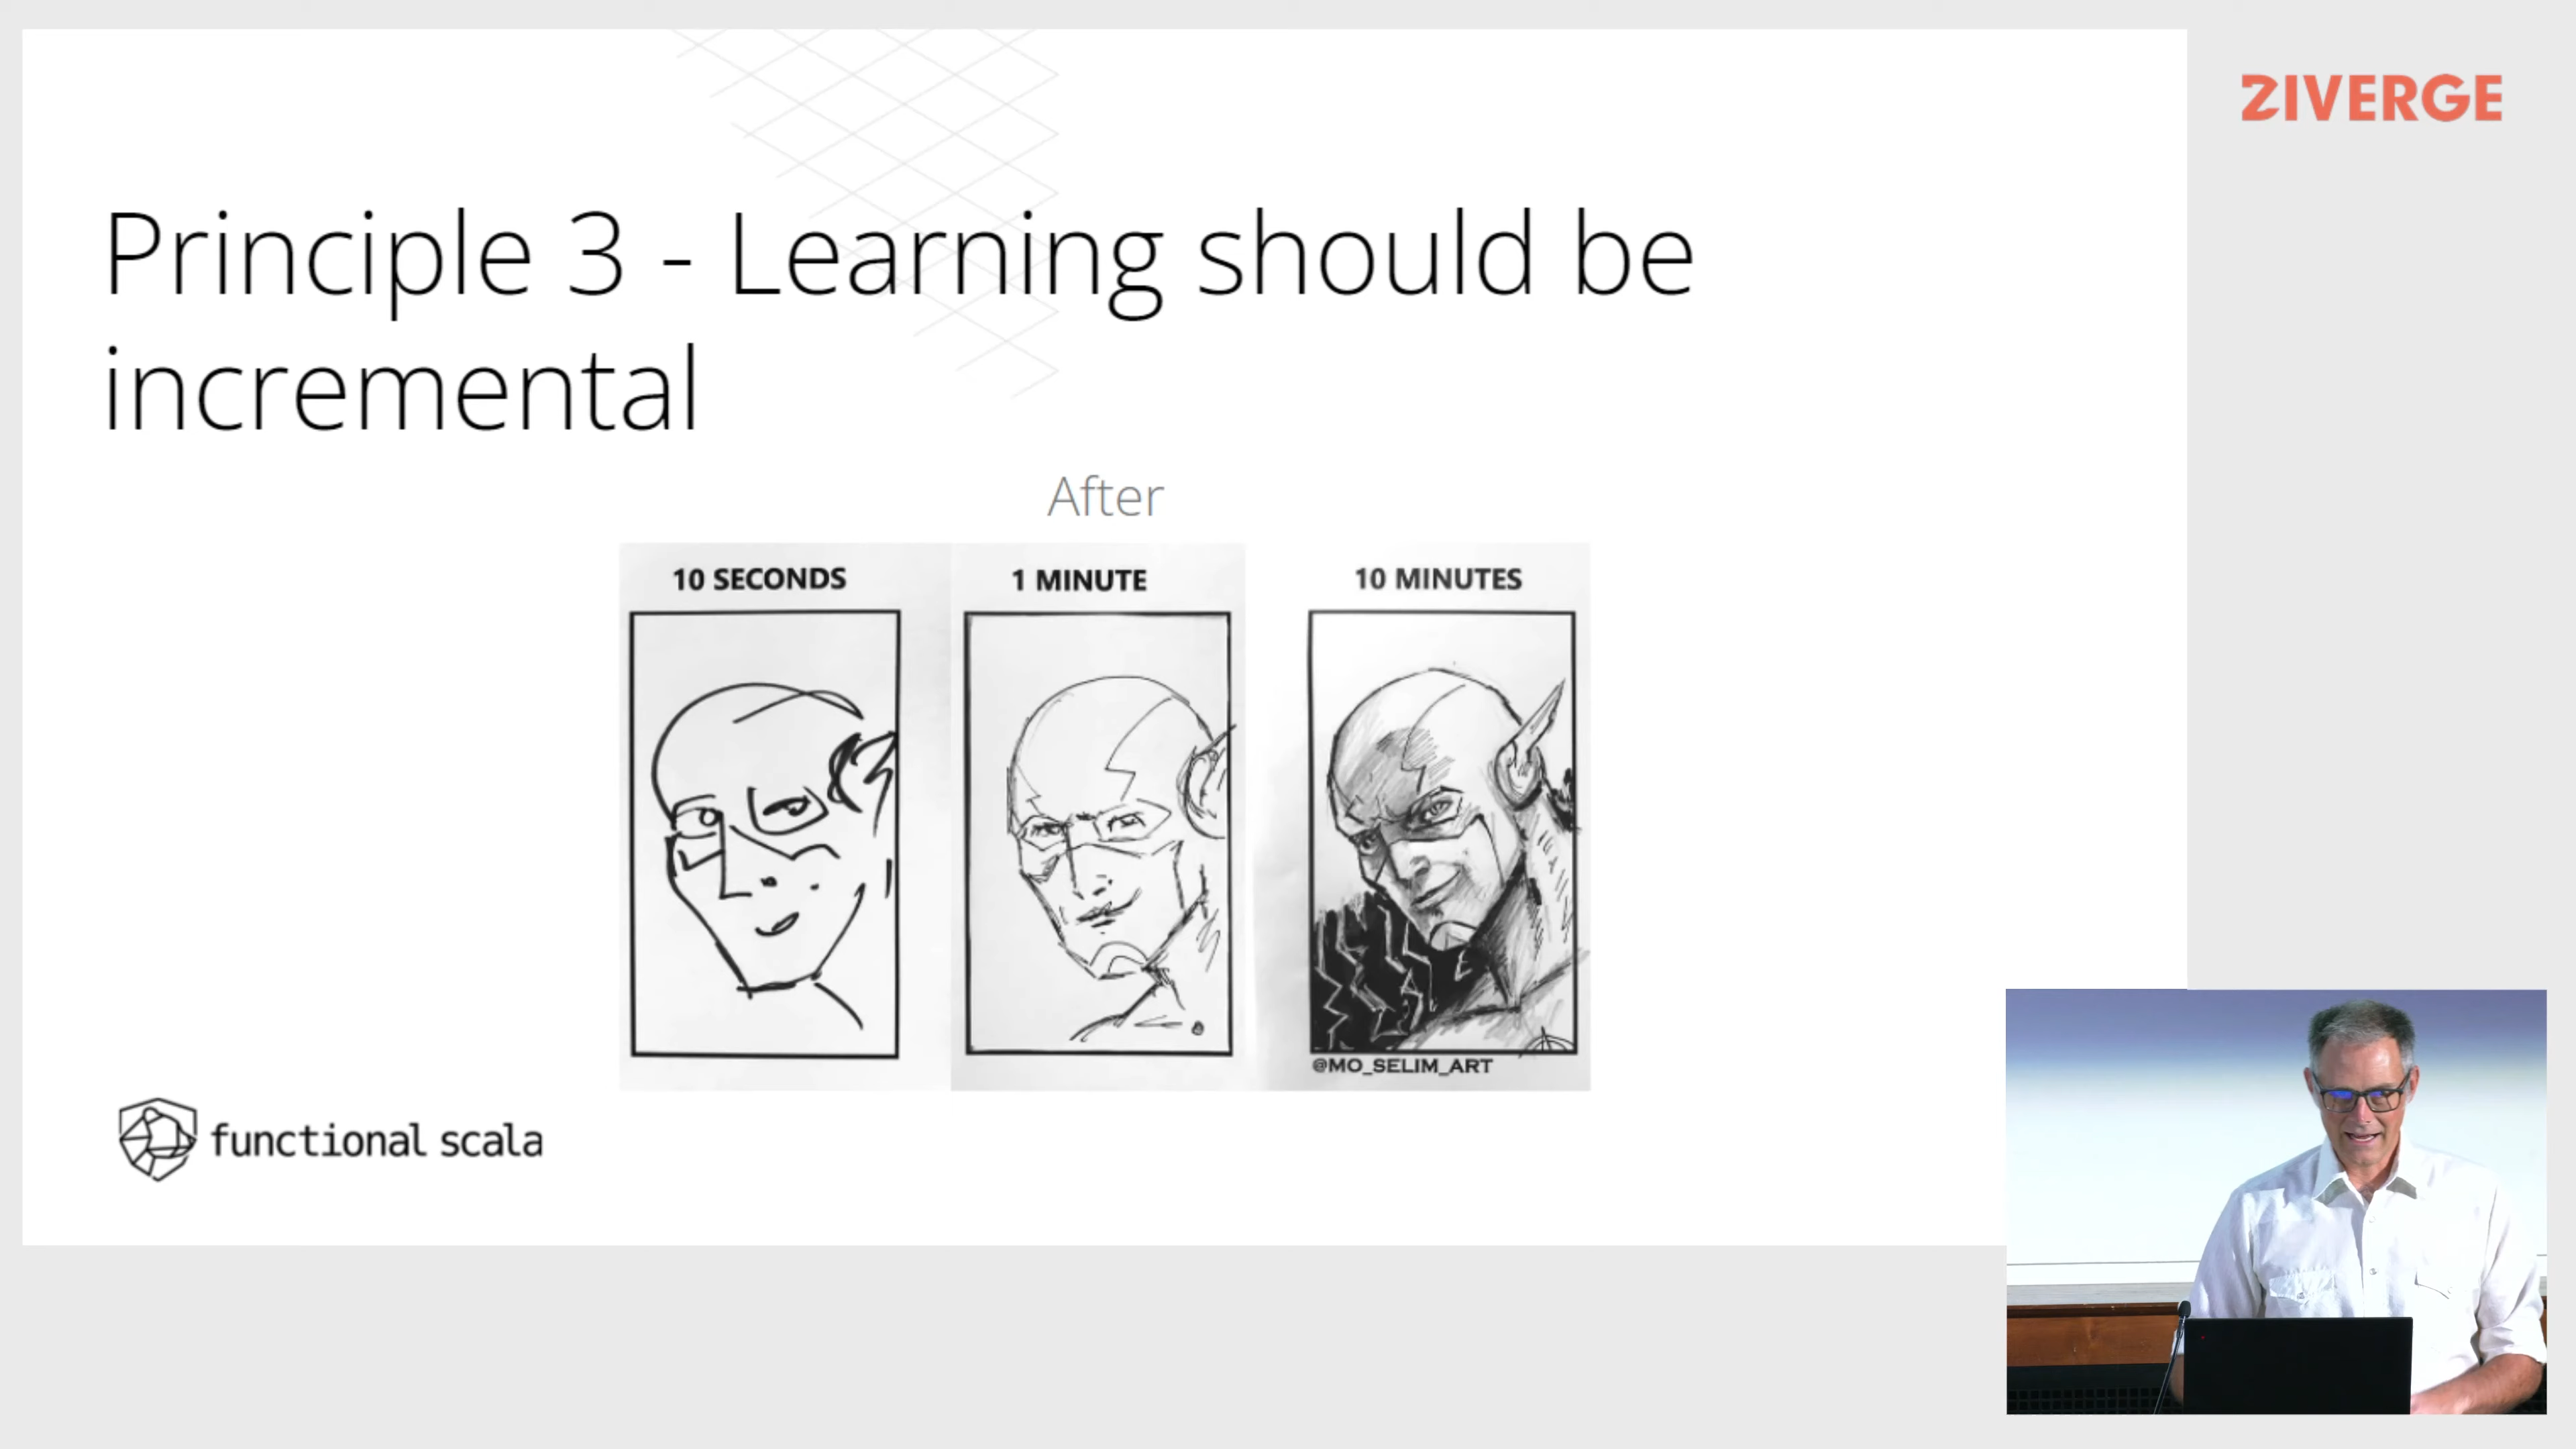 ZIVERGE
Principle 3 - Learning should be
incremental
After
10 SECONDS
1 MINUTE
10 MINUTES
@MO_SELIM_ART
functional scala